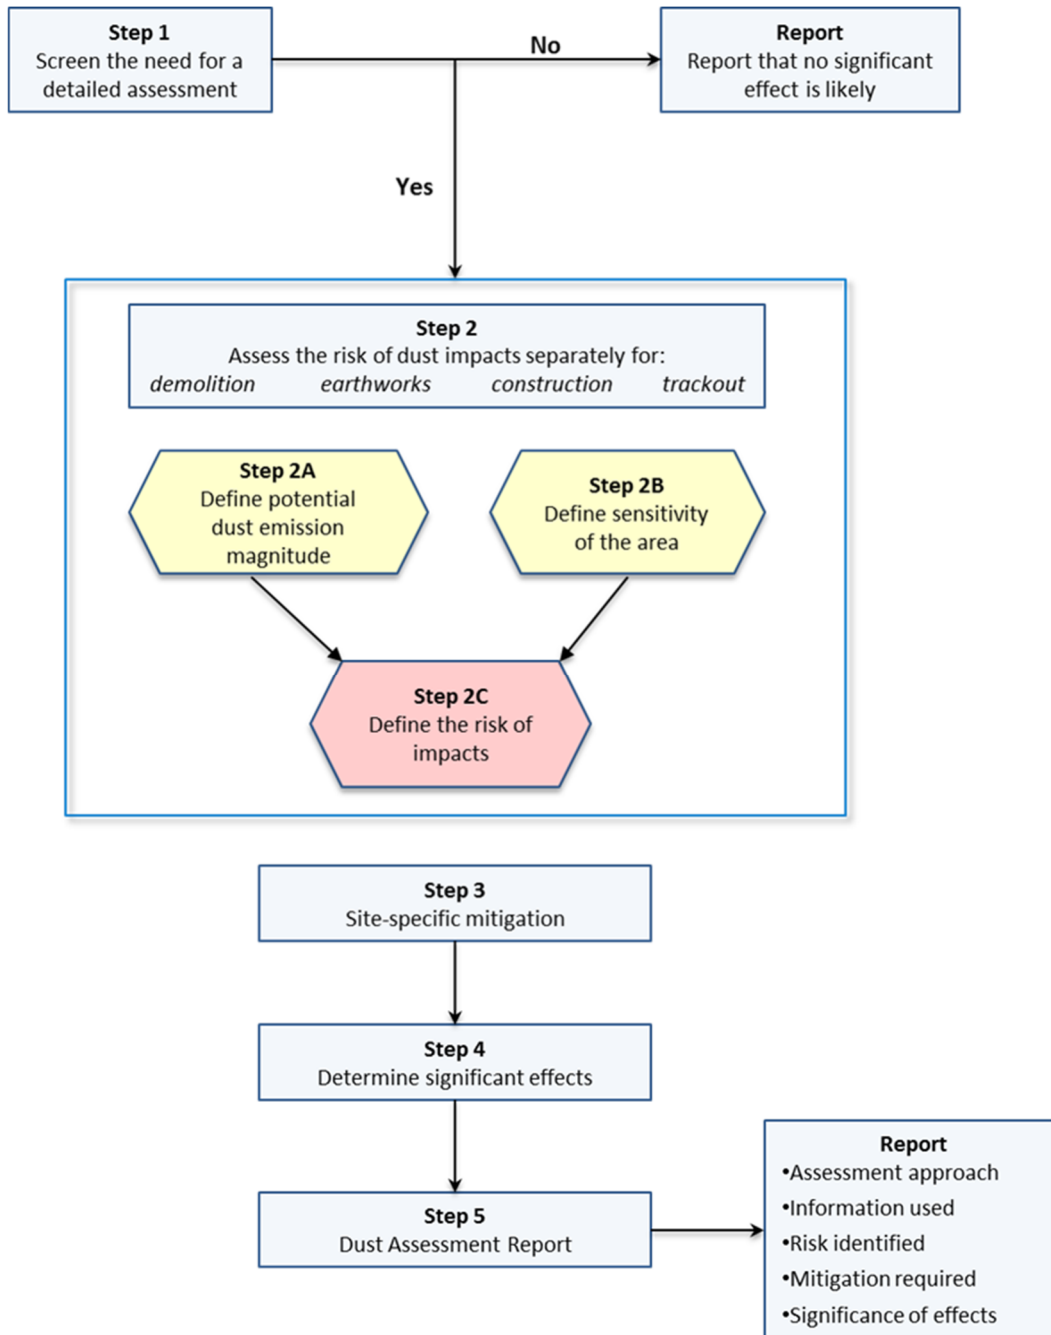 Step 1
Screen the need for a
detailed assessment
No
Report
Report that no significant
effect is likely
Yes
Step 2
Assess the risk of dust impacts separately for:
demolition earthworks construction trackout
Step 2A
Define potential
dust emission
magnitude
Step 2B
Define sensitivity
of the area
Step 2C
Define the risk of
impacts
Step 3
Site-specific mitigation
Step 4
Determine significant effects
Step 5
Dust Assessment Report
Report
•Assessment approach
•Information used
•Risk identified
•Mitigation required
•Significance of effects